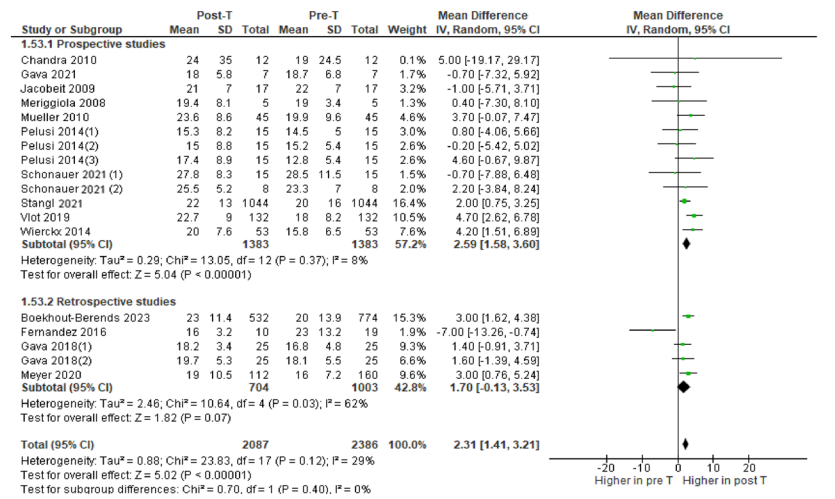 Post-T Pre-T Mean Difference Mean Difference
Study or Subgroup Mean SD Total Mean SD Total Weight IV, Random, 95% CI IV, Random, 95% CI
1.53.1 Prospective studies
Chandra 2010 24 35 12 19 24.5 12 0.1% 5.00 [-19.17, 29.17]
Gava 2021 18 5.8 7 18.7 6.8 7 1.8% -0.70 [-7.32, 5.92]
Jacobeit 2009 21 7 17 22 7 17 3.2% -1.00 [-5.71, 3.71]
Meriggiola 2008 19.4 8.1 5 19 3.4 5 1.3% 0.40 [-7.30, 8.10]
Mueller 2010 23.6 8.6 45 19.9 9.6 45 4.7% 3.70 [-0.07, 7.47]
Pelusi 2014(1) 15.3 8.2 15 14.5 5 15 3.0% 0.80 [-4.06, 5.66]
Pelusi 2014(2) 15 8.8 15 15.2 5.4 15 2.7% -0.20 [-5.42, 5.02]
Pelusi 2014(3) 17.4 8.9 15 12.8 5.4 15 2.6% 4.60 [-0.67, 9.87]
Schonauer 2021 (1) 27.8 8.3 15 28.5 11.5 15 1.5% -0.70 [-7.88, 6.48]
Schonauer 2021 (2) 25.5 5.2 8 23.3 7 8 2.1% 2.20 [-3.84, 8.24]
Stangl 2021 22 13 1044 20 16 1044 16.4% 2.00 [0.75, 3.25]
Vlot 2019 22.7 9 132 18 8.2 132 10.4% 4.70 [2.62, 6.78]
Wierckx 2014 20 7.6 53 15.8 6.5 53 7.6% 4.20 [1.51, 6.89]
Subtotal (95% CI) 1383 1383 57.2% 2.59 [1.58, 3.60]
Heterogeneity: Tau² = 0.29; Chi² = 13.05, df = 12 (P = 0.37); I² = 8%
Test for overall effect: Z = 5.04 (P < 0.00001)
1.53.2 Retrospective studies
Boekhout-Berends 2023 23 11.4 532 20 13.9 774 15.3% 3.00 [1.62, 4.38]
Fernandez 2016 16 3.2 10 23 13.2 19 1.9% -7.00 [-13.26, -0.74]
Gava 2018(1) 18.2 3.4 25 16.8 4.8 25 9.3% 1.40 [-0.91, 3.71]
Gava 2018(2) 19.7 5.3 25 18.1 5.5 25 6.6% 1.60 [-1.39, 4.59]
Meyer 2020 19 10.5 112 16 7.2 160 9.6% 3.00 [0.76, 5.24]
Subtotal (95% CI) 704 1003 42.8% 1.70 [-0.13, 3.53]
Heterogeneity: Tau² = 2.46; Chi² = 10.64, df = 4 (P = 0.03); I² = 62%
Test for overall effect: Z = 1.82 (P = 0.07)
Total (95% CI) 2087 2386 100.0% 2.31 [1.41, 3.21]
Heterogeneity: Tau² = 0.88; Chi² = 23.83, df = 17 (P = 0.12); I² = 29%
Test for overall effect: Z = 5.02 (P < 0.00001)
Test for subgroup differences: Chi² = 0.70, df = 1 (P = 0.40), I² = 0%
-20 -10 0 10 20
Higher in pre T Higher in post T